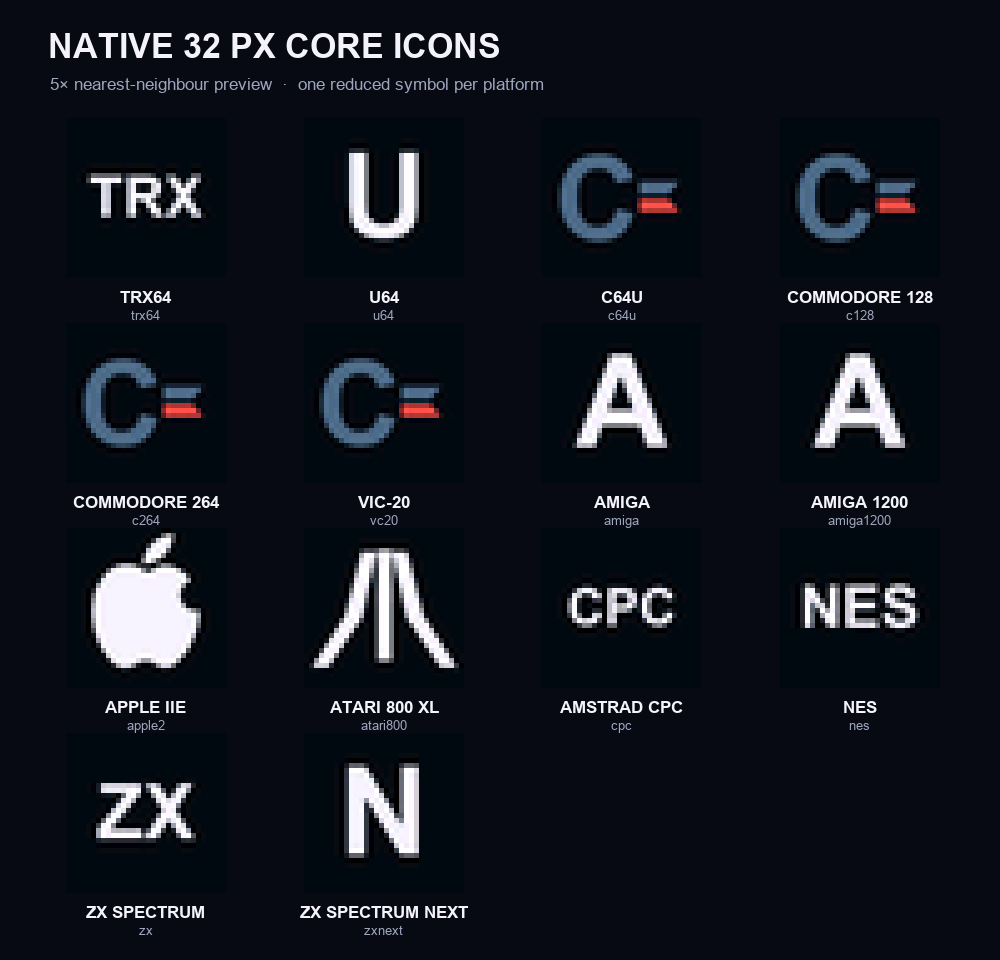 NATIVE 32 PX CORE ICONS
5× nearest-neighbour preview · one reduced symbol per platform
TRX U C= C=
TRX64 U64 C64U COMMODORE 128
trx64 u64 c64u c128
C= C= A A
COMMODORE 264 VIC-20 AMIGA AMIGA 1200
c264 vc20 amiga amiga1200
CPC NES
APPLE IIE ATARI 800 XL AMSTRAD CPC NES
apple2 atari800 cpc nes
ZX N
ZX SPECTRUM ZX SPECTRUM NEXT
zx zxnext